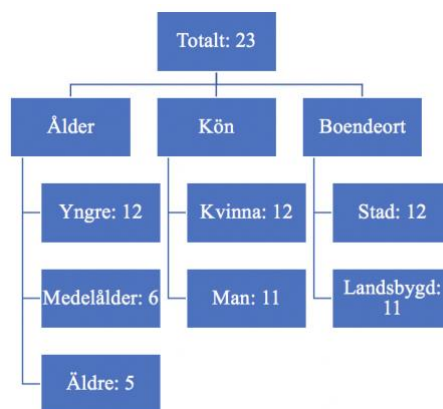 Totalt: 23
Ålder
Kön
Boendeort
Yngre: 12
Kvinna: 12
Stad: 12
Medelålder: 6
Man: 11
Landsbygd:
11
Äldre: 5